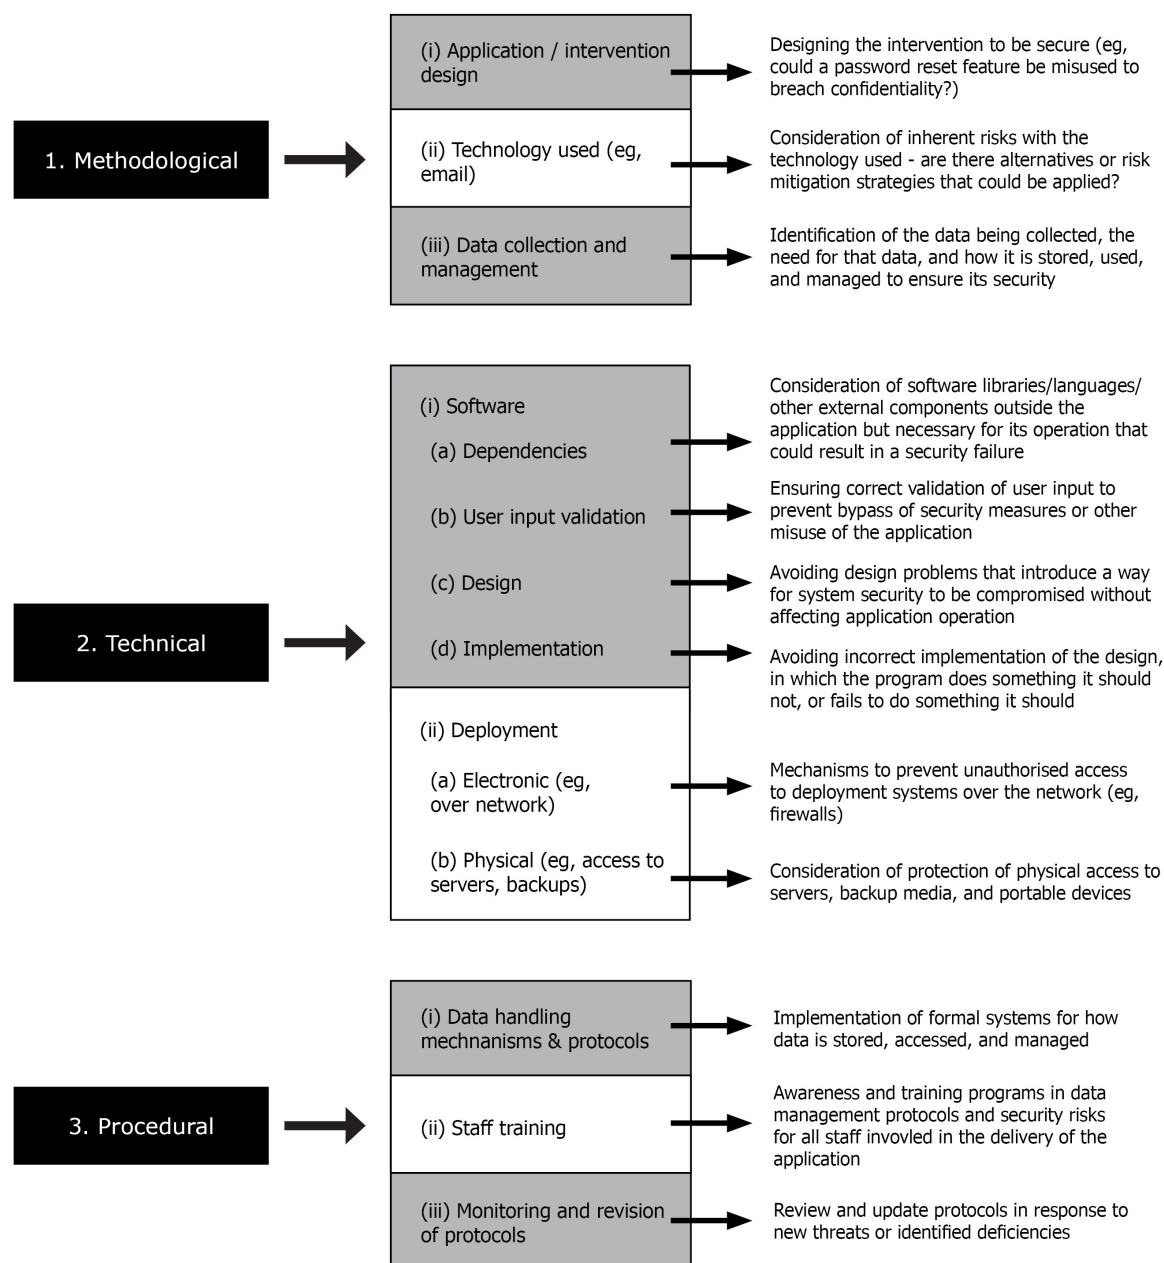 1. Methodological
(i) Application / intervention
design
Designing the intervention to be secure (eg,
could a password reset feature be misused to
breach confidentiality?)
(ii) Technology used (eg,
email)
Consideration of inherent risks with the
technology used - are there alternatives or risk
mitigation strategies that could be applied?
(iii) Data collection and
management
Identification of the data being collected, the
need for that data, and how it is stored, used,
and managed to ensure its security
2. Technical
(i) Software
(a) Dependencies
Consideration of software libraries/languages/
other external components outside the
application but necessary for its operation that
could result in a security failure
(b) User input validation
Ensuring correct validation of user input to
prevent bypass of security measures or other
misuse of the application
(c) Design
Avoiding design problems that introduce a way
for system security to be compromised without
affecting application operation
(d) Implementation
Avoiding incorrect implementation of the design,
in which the program does something it should
not, or fails to do something it should
(ii) Deployment
(a) Electronic (eg,
over network)
Mechanisms to prevent unauthorised access
to deployment systems over the network (eg,
firewalls)
(b) Physical (eg, access to
servers, backups)
Consideration of protection of physical access to
servers, backup media, and portable devices
3. Procedural
(i) Data handling
mechnanisms & protocols
Implementation of formal systems for how
data is stored, accessed, and managed
(ii) Staff training
Awareness and training programs in data
management protocols and security risks
for all staff invovled in the delivery of the
application
(iii) Monitoring and revision
of protocols
Review and update protocols in response to
new threats or identified deficiencies